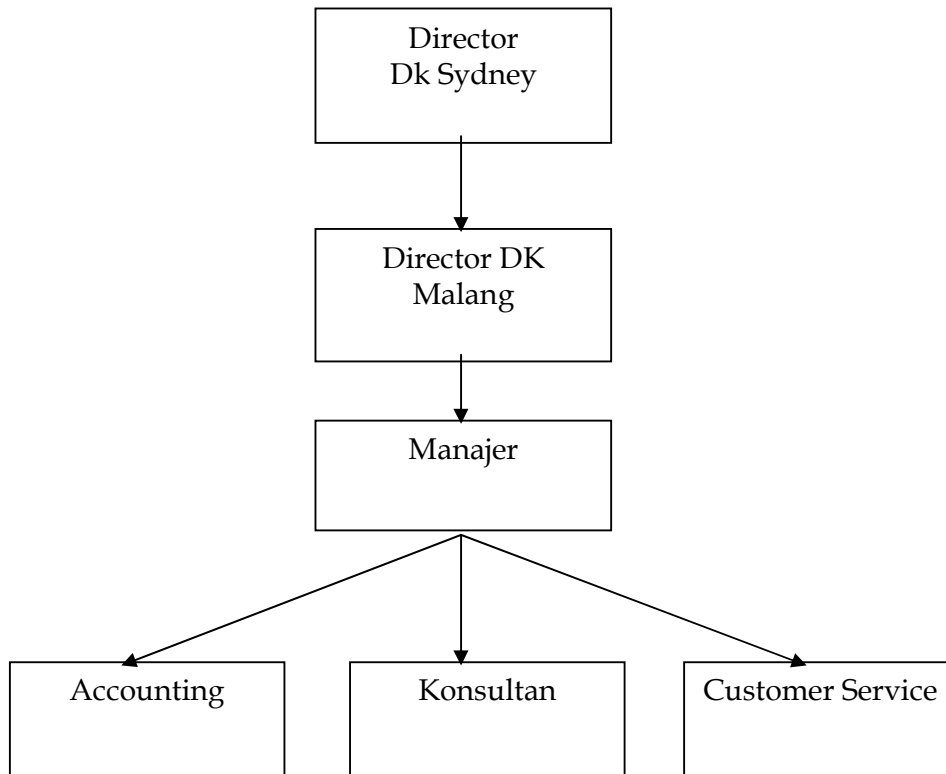 Director
Dk Sydney
Director DK
Malang
Manajer
Accounting
Konsultan
Customer Service